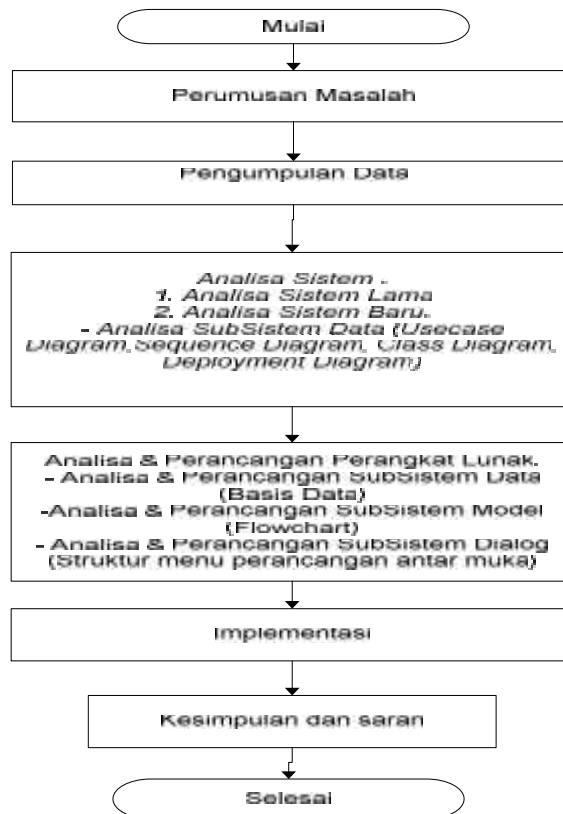 Mulai
Perumusan Masalah
Pengumpulan Data
Analisa Sistem :
1. Analisa Sistem Lama
2. Analisa Sistem Baru.
- Analisa SubSistem Data (Usecase
Diagram, Sequence Diagram, Class Diagram,
Deployment Diagram)
Analisa & Perancangan Perangkat Lunak.
- Analisa & Perancangan SubSistem Data
(Basis Data)
-Analisa & Perancangan SubSistem Model
(Flowchart)
- Analisa & Perancangan SubSistem Dialog
(Struktur menu perancangan antar muka)
Implementasi
Kesimpulan dan saran
Selesai